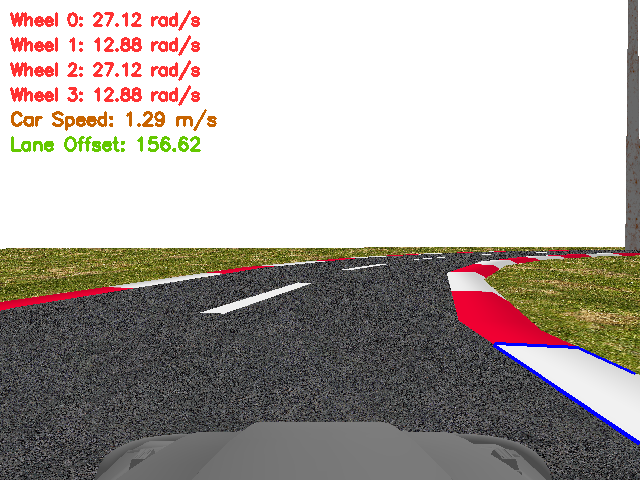 Wheel 0: 27.12 rad/s
Wheel 1: 12.88 rad/s
Wheel 2: 27.12 rad/s
Wheel 3: 12.88 rad/s
Car Speed: 1.29 m/s
Lane Offset: 156.62